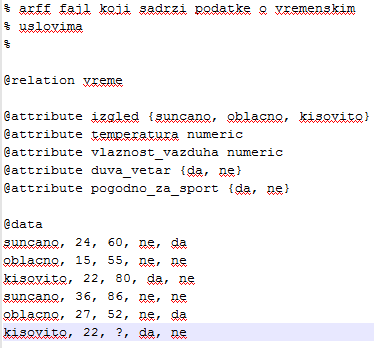 % arff fajl koji sadrzi podatke o vremenskim
% uslovima
%
@relation vreme
@attribute izgled {suncano, oblacno, kisovito}
@attribute temperatura numeric
@attribute vlaznost_vazduha numeric
@attribute duva_vetar {da, ne}
@attribute pogodno_za_sport {da, ne}
@data
suncano, 24, 60, ne, da
oblacno, 15, 55, ne, ne
kisovito, 22, 80, da, ne
suncano, 36, 86, ne, ne
oblacno, 27, 52, ne, da
kisovito, 22, ?, da, ne